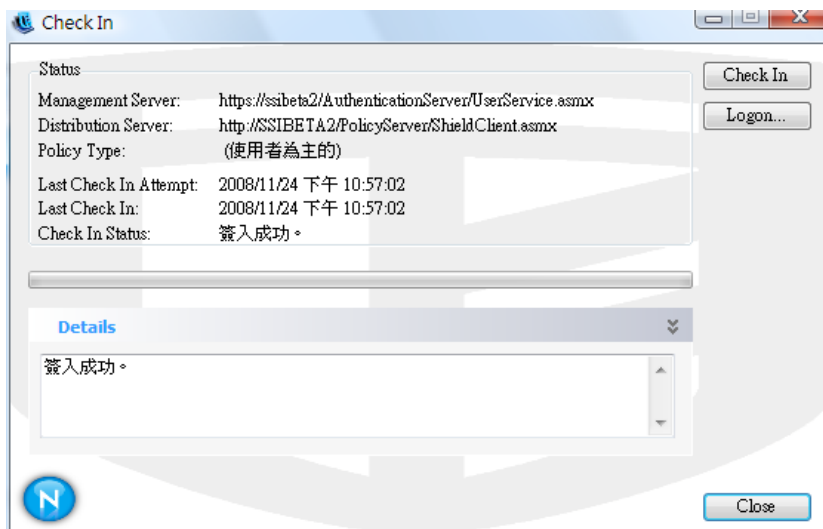 Check In
Status
Check In
Management Server: https://ssibeta2/AuthenticationServer/UserService.asmx
Logon...
Distribution Server: http://SSIBETA2/PolicyServer/ShieldClient.asmx
Policy Type: (使用者為主的)
Last Check In Attempt: 2008/11/24 下午 10:57:02
Last Check In: 2008/11/24 下午 10:57:02
Check In Status: 簽入成功。
Details
簽入成功。
N
Close